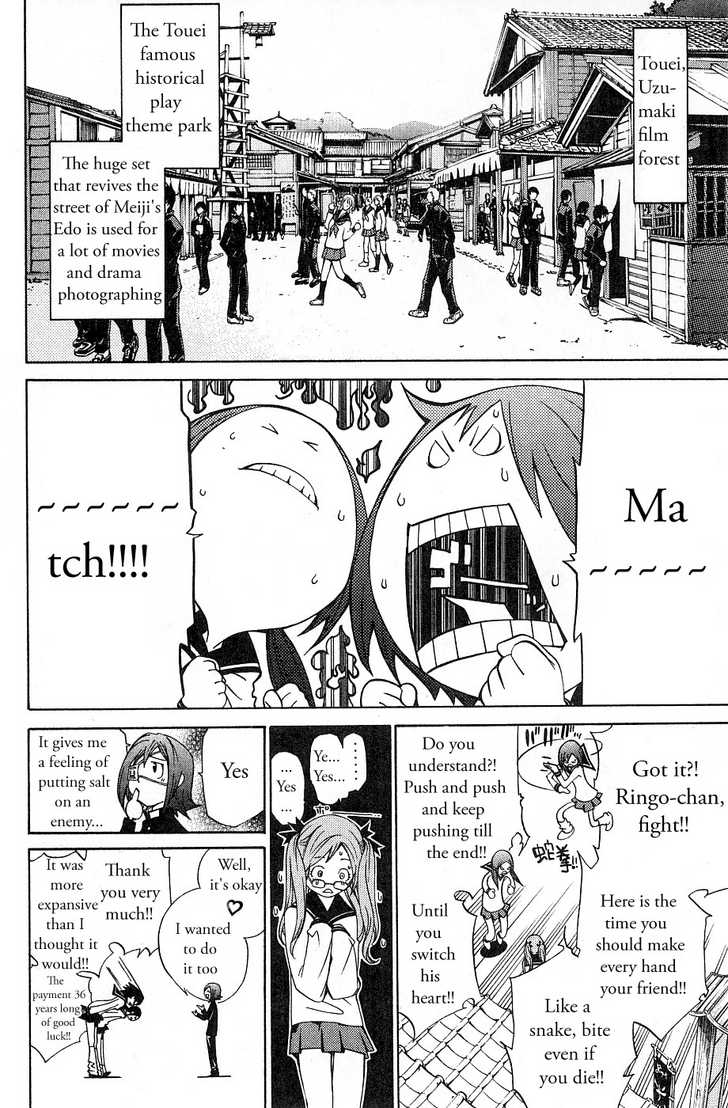 Touei,
Uzu-
maki
film
forest
The Touei
famous
historical
play
theme park
The huge set
that revives the
street of Meiji's
Edo is used for
a lot of movies
and drama
photographing
Ma
~~~~~
~~~~~~
tch!!!!
Got it?!
Ringo-chan,
fight!!
蛇拳!!
Do you
understand?!
Push and push
and keep
pushing till
the end!!
Here is the
time you
should make
every hand
your friend!!
Until
you
switch
his
heart!!
Like a
snake, bite
even if
you die!!
......
Ye...
Yes...
...
Yes
...
Yes
It gives me
a feeling of
putting salt
on an
enemy...
Well,
it's okay
♡
I wanted
to do
it too
Thank
you very
much!!
It was
more
expansive
than I
thought it
would!!
The
payment 36
years long
of good
luck!!